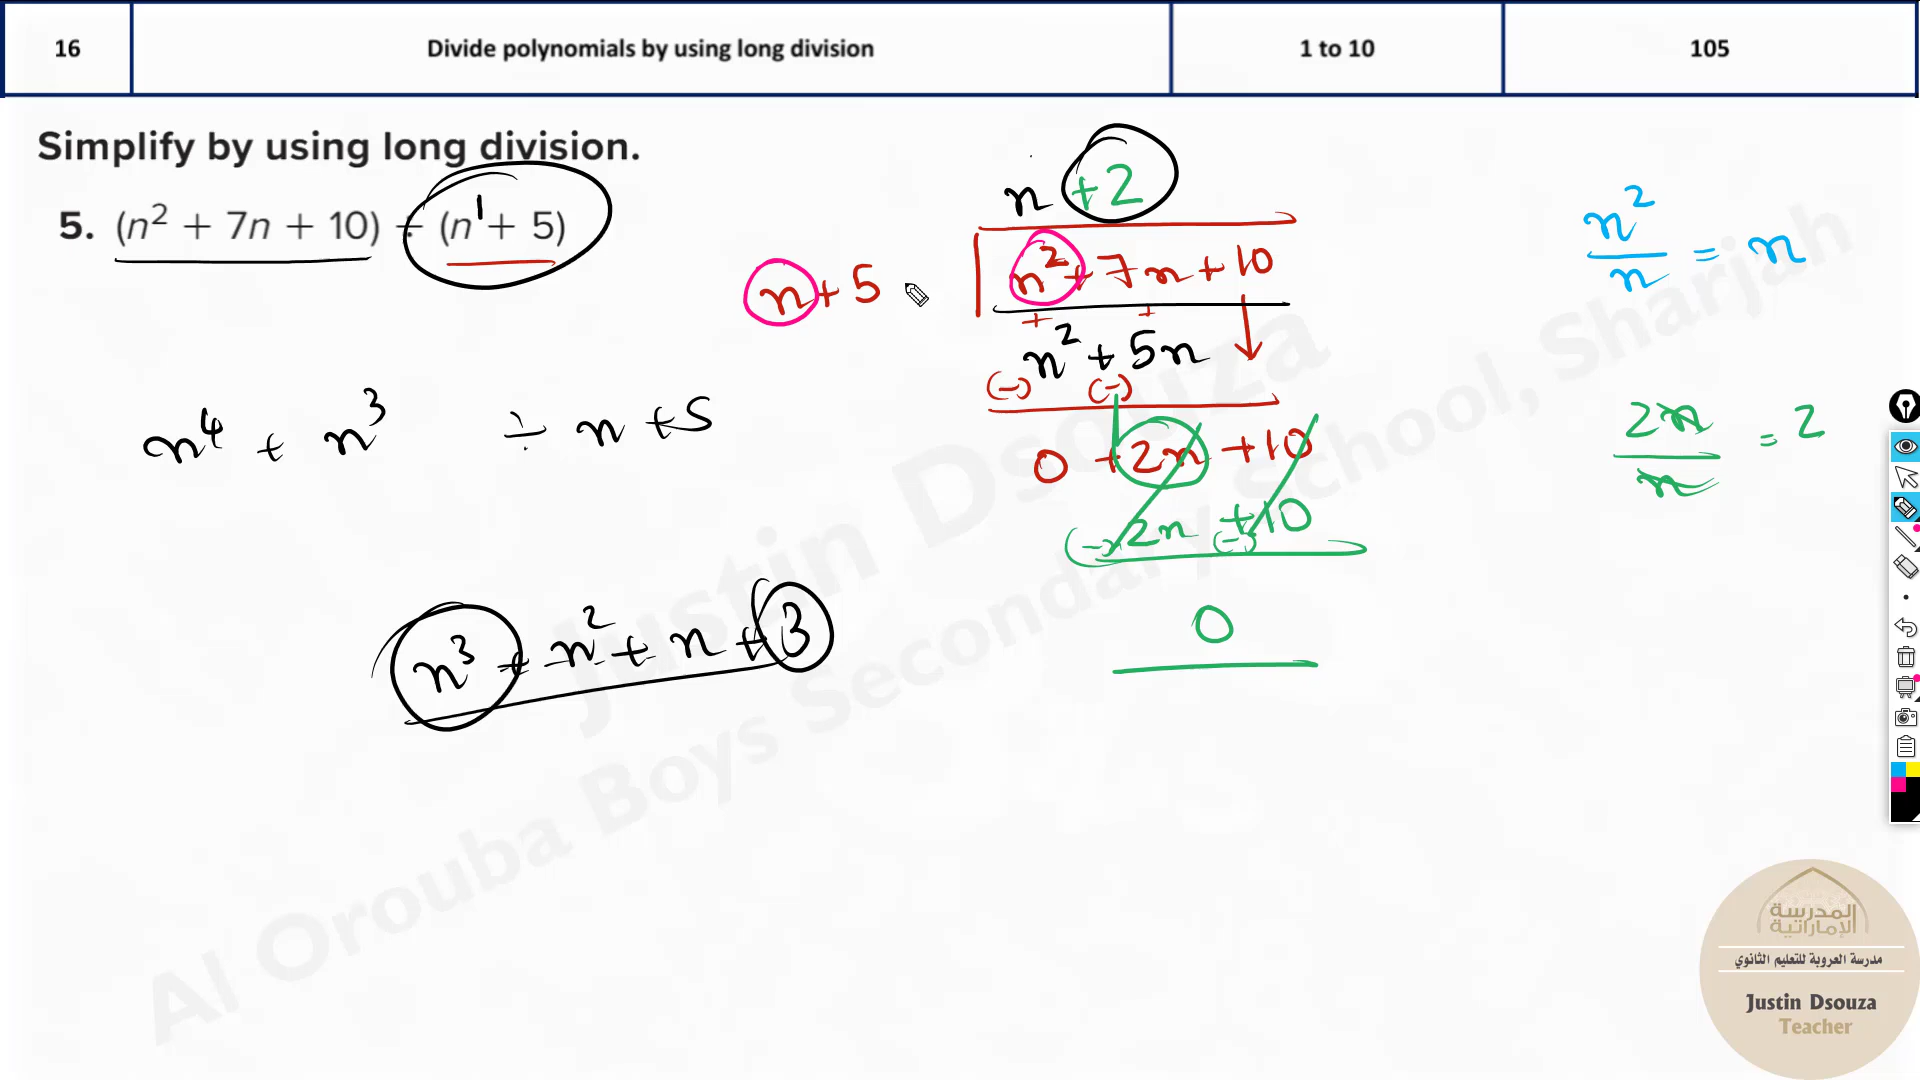 16 Divide polynomials by using long division 1 to 10 105
Simplify by using long division.
5. (n² + 7n + 10) ÷ (n¹ + 5)
n +2
n+5 n²+7n+10
+ +
n² + 5n
(-) (-)
0 +2n +10
2n +10
(-) (-)
0
n²/n = n
2n/n = 2
n⁴ + n³ ÷ n+5
n³ + n² + n + 3
Justin Dsouza
Al Orouba Boys Secondary School, Sharjah
المدرسة
الإماراتية
مدرسة العروبة للتعليم الثانوي
Justin Dsouza
Teacher